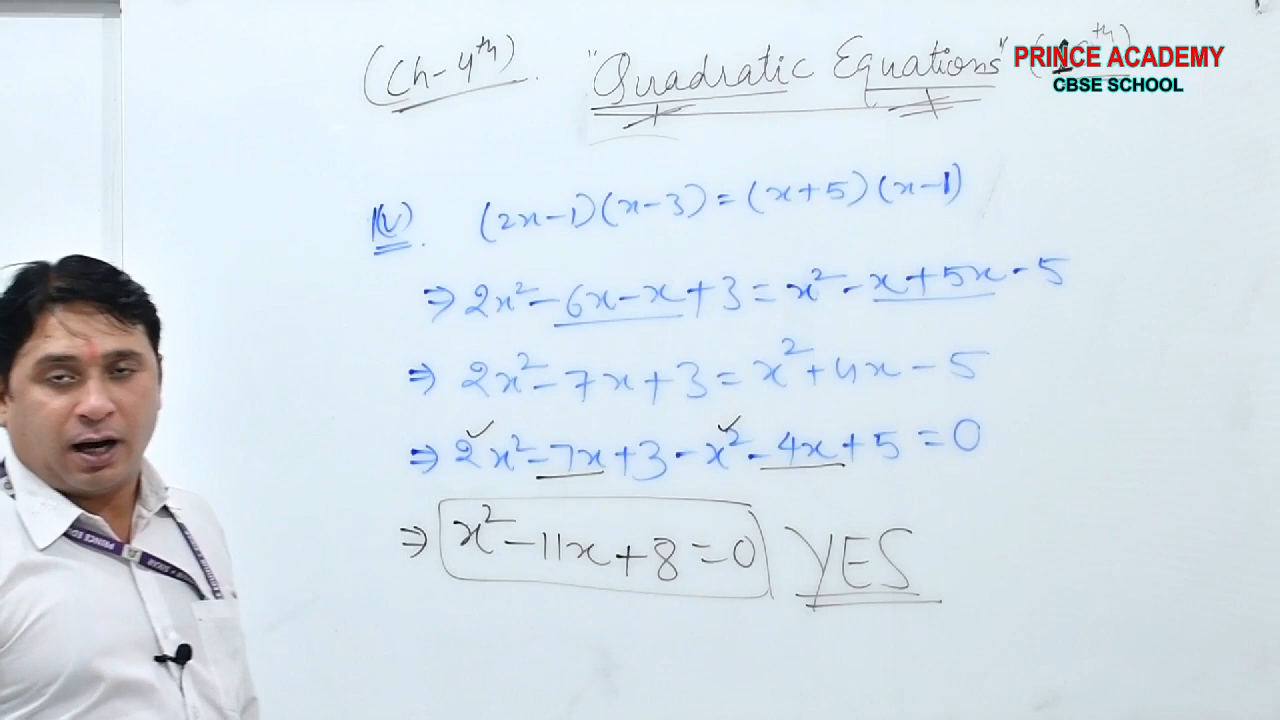 (Ch-4th). "Quadratic Equations"
PRINCE ACADEMY
CBSE SCHOOL
1(v). (2x-1)(x-3)=(x+5)(x-1)
⇒ 2x²-6x-x+3=x²-x+5x-5
⇒ 2x²-7x+3=x²+4x-5
⇒ 2x²-7x+3-x²-4x+5=0
⇒ x²-11x+8=0 YES